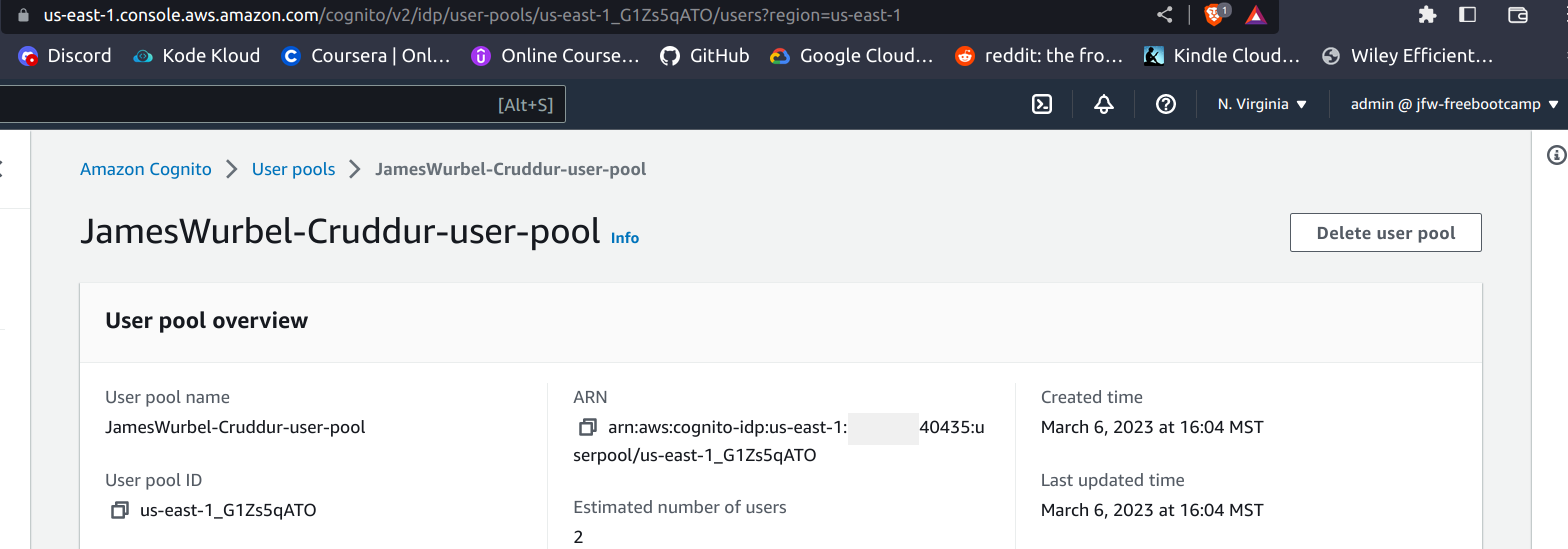 us-east-1.console.aws.amazon.com/cognito/v2/idp/user-pools/us-east-1_G1Zs5qATO/users?region=us-east-1
1
Discord Kode Kloud Coursera | Onl... Online Course... GitHub Google Cloud... reddit: the fro... Kindle Cloud... Wiley Efficient...
[Alt+S] N. Virginia admin @ jfw-freebootcamp
Amazon Cognito User pools JamesWurbel-Cruddur-user-pool
JamesWurbel-Cruddur-user-pool Info
Delete user pool
User pool overview
User pool name
JamesWurbel-Cruddur-user-pool
User pool ID
us-east-1_G1Zs5qATO
ARN
arn:aws:cognito-idp:us-east-1: 40435:u
serpool/us-east-1_G1Zs5qATO
Estimated number of users
2
Created time
March 6, 2023 at 16:04 MST
Last updated time
March 6, 2023 at 16:04 MST